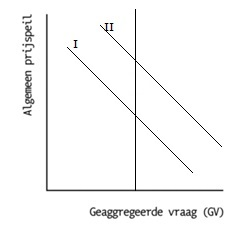 Algemeen prijspeil
II
I
Geaggregeerde vraag (GV)